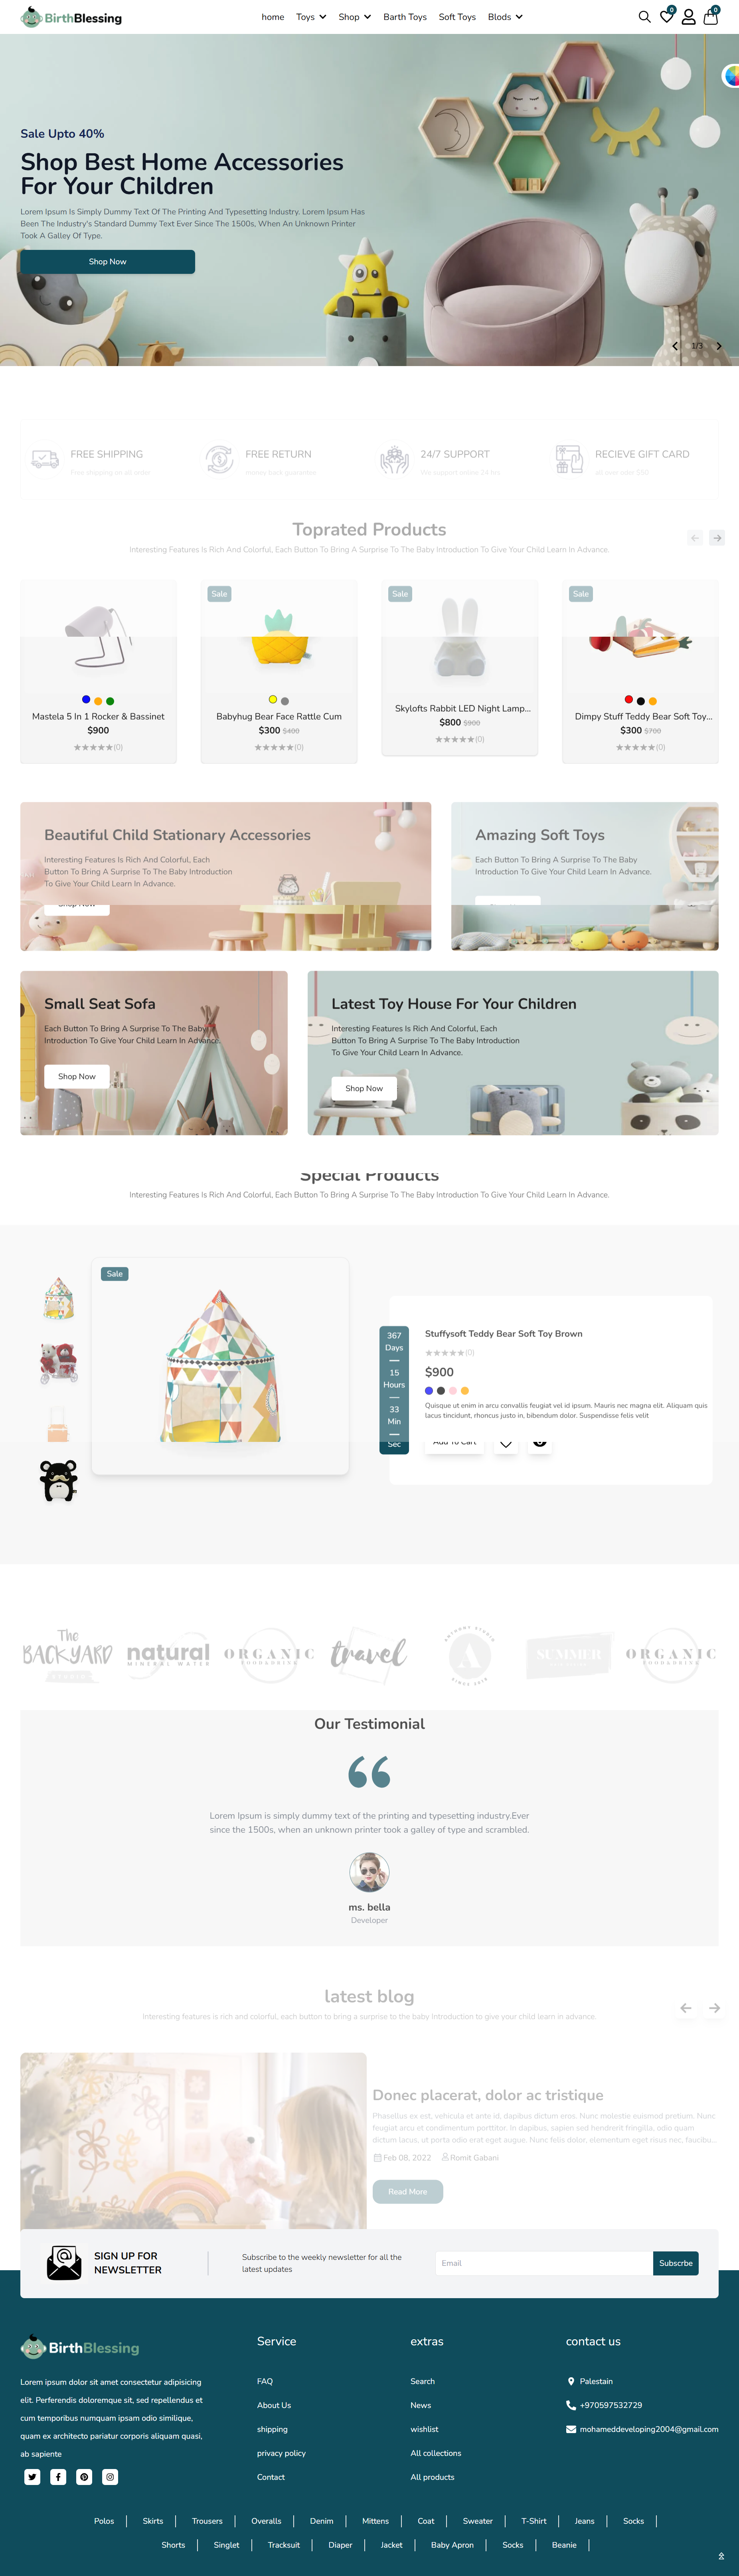 BirthBlessing
home Toys Shop Barth Toys Soft Toys Blods
0 0
Sale Upto 40%
Shop Best Home Accessories
For Your Children
Lorem Ipsum Is Simply Dummy Text Of The Printing And Typesetting Industry. Lorem Ipsum Has
Been The Industry's Standard Dummy Text Ever Since The 1500s, When An Unknown Printer
Took A Galley Of Type.
Shop Now
1/3
FREE SHIPPING
Free shipping on all order
FREE RETURN
money back guarantee
24/7 SUPPORT
We support online 24 hrs
RECIEVE GIFT CARD
Toprated Products
Interesting Features Is Rich And Colorful, Each Button To Bring A Surprise To The Baby Introduction To Give Your Child Learn In Advance.
Mastela 5 In 1 Rocker & Bassinet
$900
(0)
Sale
Babyhug Bear Face Rattle Cum
$300 $400
(0)
Sale
Skylofts Rabbit LED Night Lamp...
$800 $900
(0)
Sale
Dimpy Stuff Teddy Bear Soft Toy...
$300 $700
(0)
Beautiful Child Stationary Accessories
Interesting Features Is Rich And Colorful, Each
Button To Bring A Surprise To The Baby Introduction
To Give Your Child Learn In Advance.
Shop Now
Amazing Soft Toys
Each Button To Bring A Surprise To The Baby
Introduction To Give Your Child Learn In Advance.
Small Seat Sofa
Each Button To Bring A Surprise To The Baby
Introduction To Give Your Child Learn In Advance.
Shop Now
Latest Toy House For Your Children
Interesting Features Is Rich And Colorful, Each
Button To Bring A Surprise To The Baby Introduction
To Give Your Child Learn In Advance.
Shop Now
Special Products
Interesting Features Is Rich And Colorful, Each Button To Bring A Surprise To The Baby Introduction To Give Your Child Learn In Advance.
Sale
367
Days
15
Hours
33
Min
Sec
Stuffysoft Teddy Bear Soft Toy Brown
(0)
$900
Quisque ut enim in arcu convallis feugiat vel id ipsum. Mauris nec magna elit. Aliquam quis
lacus tincidunt, rhoncus justo in, bibendum dolor. Suspendisse felis velit
Add To Cart
The
BACKYARD
STUDIO
natural
MINERAL WATER
ORGANIC
FOOD&DRINK
travel
ANTHONY STUDIO
A
SINCE 1975
SUMMER
ORGANIC
FOOD&DRINK
Our Testimonial
Lorem Ipsum is simply dummy text of the printing and typesetting industry.Ever
since the 1500s, when an unknown printer took a galley of type and scrambled.
ms. bella
Developer
latest blog
Interesting features is rich and colorful, each button to bring a surprise to the baby Introduction to give your child learn in advance.
Donec placerat, dolor ac tristique
Phasellus ex est, vehicula et ante id, dapibus dictum eros. Nunc molestie euismod pretium. Nunc
feugiat arcu et condimentum porttitor. In dapibus, sapien sed hendrerit fringilla, odio quam
dictum lacus, ut porta odio erat eget augue. Nunc felis dolor, elementum eget risus nec, faucibu...
Feb 08, 2022 Romit Gabani
Read More
SIGN UP FOR
NEWSLETTER
Subscribe to the weekly newsletter for all the
latest updates
Email
Subscrbe
BirthBlessing
Lorem ipsum dolor sit amet consectetur adipisicing
elit. Perferendis doloremque sit, sed repellendus et
cum temporibus numquam ipsam odio similique,
quam ex architecto pariatur corporis aliquam quasi,
ab sapiente
Service
FAQ
About Us
shipping
privacy policy
Contact
extras
Search
News
wishlist
All collections
All products
contact us
Palestain
+970597532729
mohameddeveloping2004@gmail.com
Polos Skirts Trousers Overalls Denim Mittens Coat Sweater T-Shirt Jeans Socks
Shorts Singlet Tracksuit Diaper Jacket Baby Apron Socks Beanie